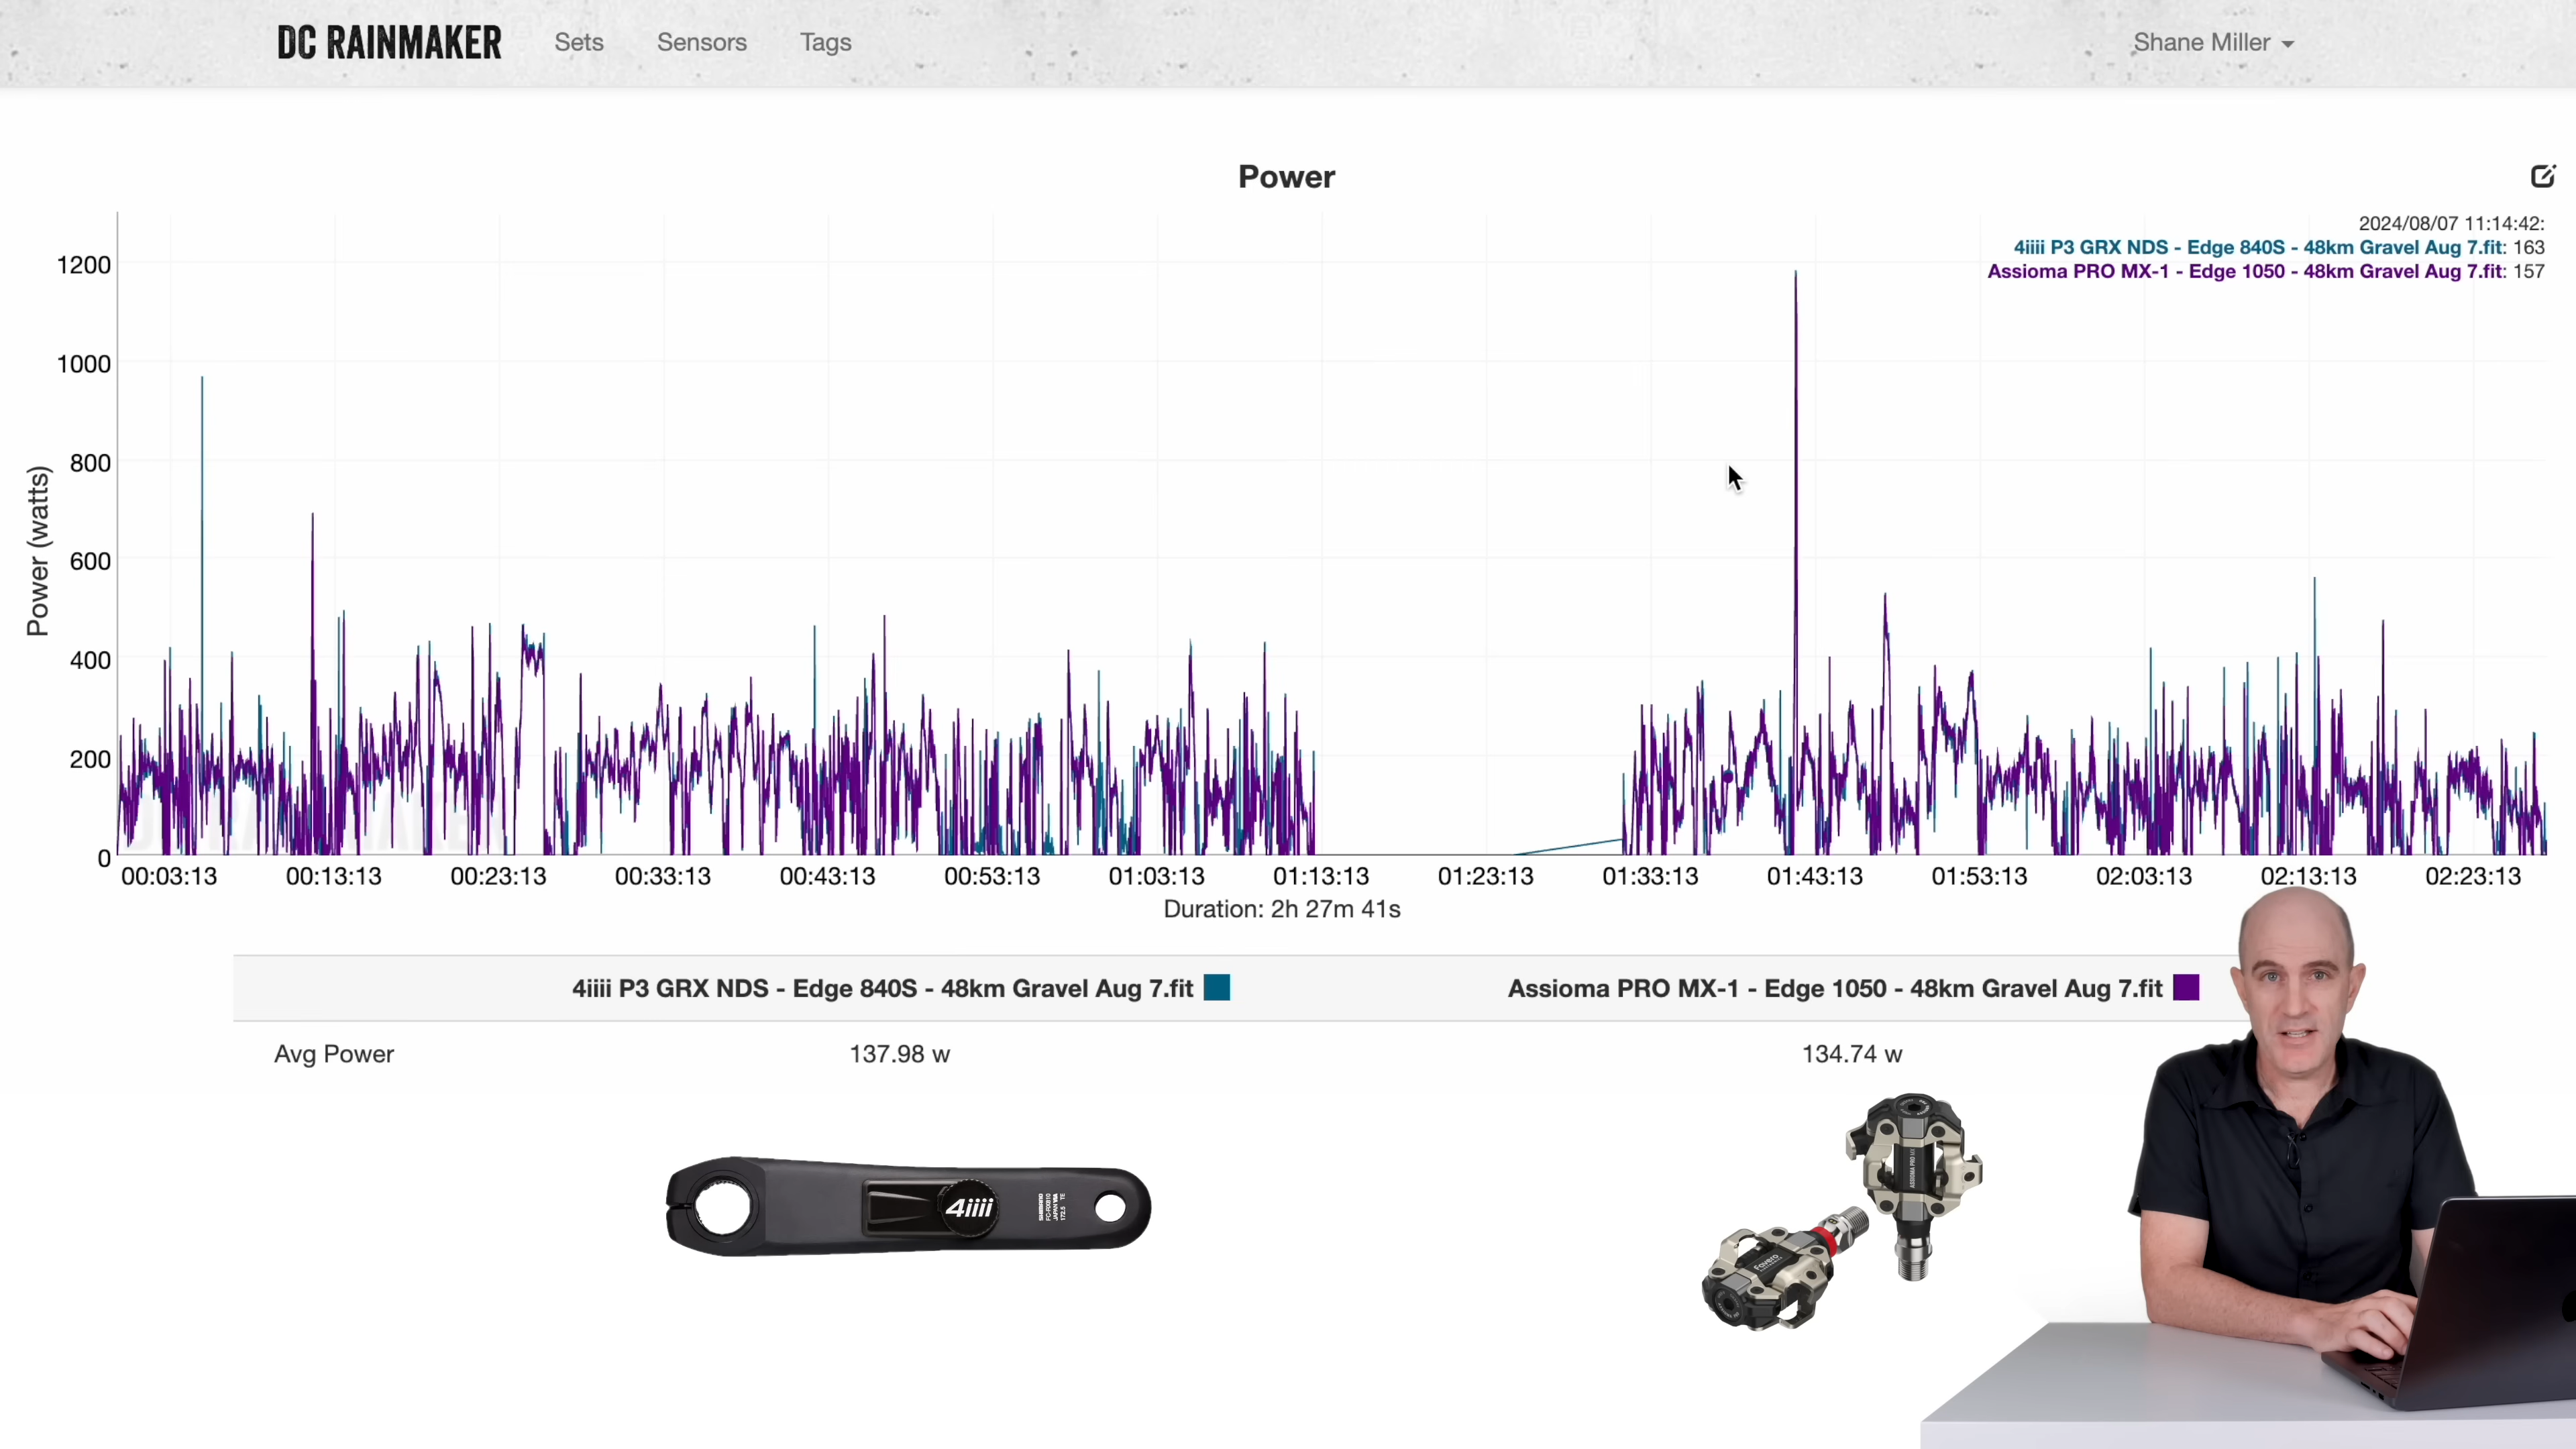 DC RAINMAKER Sets Sensors Tags Shane Miller
Power
2024/08/07 11:14:42:
4iiii P3 GRX NDS - Edge 840S - 48km Gravel Aug 7.fit: 163
Assioma PRO MX-1 - Edge 1050 - 48km Gravel Aug 7.fit: 157
Power (watts)
1200
1000
800
600
400
200
0
00:03:13 00:13:13 00:23:13 00:33:13 00:43:13 00:53:13 01:03:13 01:13:13 01:23:13 01:33:13 01:43:13 01:53:13 02:03:13 02:13:13 02:23:13
Duration: 2h 27m 41s
4iiii P3 GRX NDS - Edge 840S - 48km Gravel Aug 7.fit Assioma PRO MX-1 - Edge 1050 - 48km Gravel Aug 7.fit
Avg Power 137.98 w 134.74 w
4iiii
SHIMANO
172.5
ASSIOMA PRO
Favero